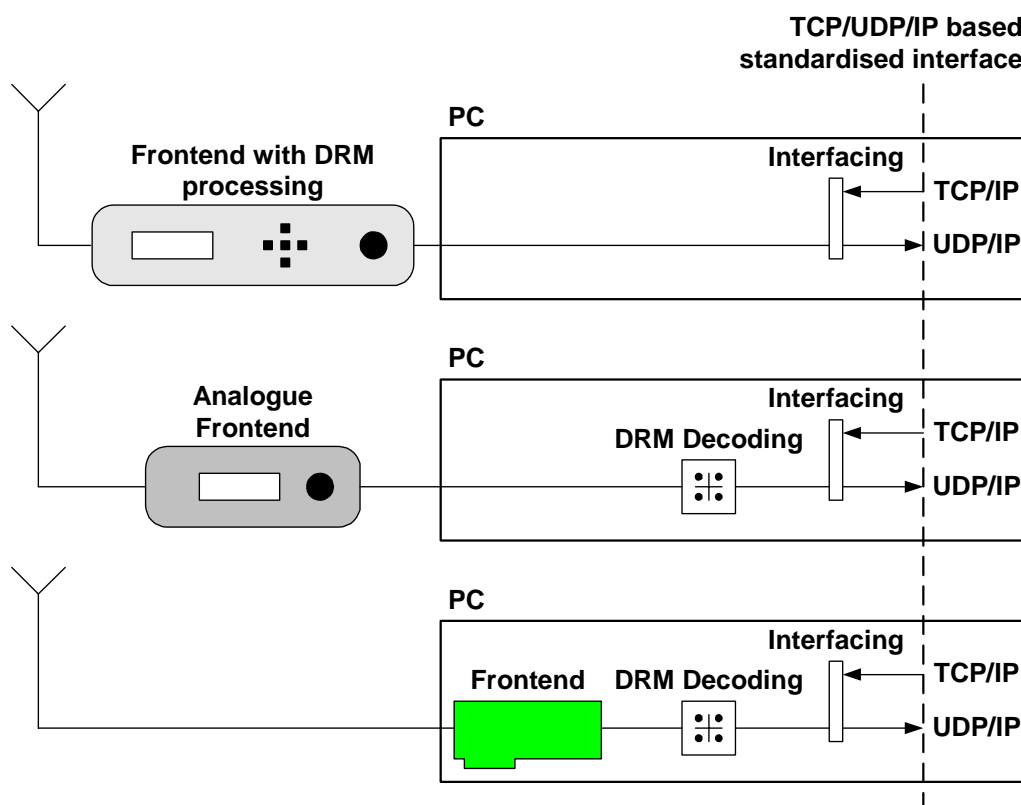 TCP/UDP/IP based
standardised interface
PC
Frontend with DRM
processing
Interfacing
TCP/IP
UDP/IP
PC
Analogue
Frontend
Interfacing
DRM Decoding
TCP/IP
UDP/IP
PC
Interfacing
Frontend
DRM Decoding
TCP/IP
UDP/IP